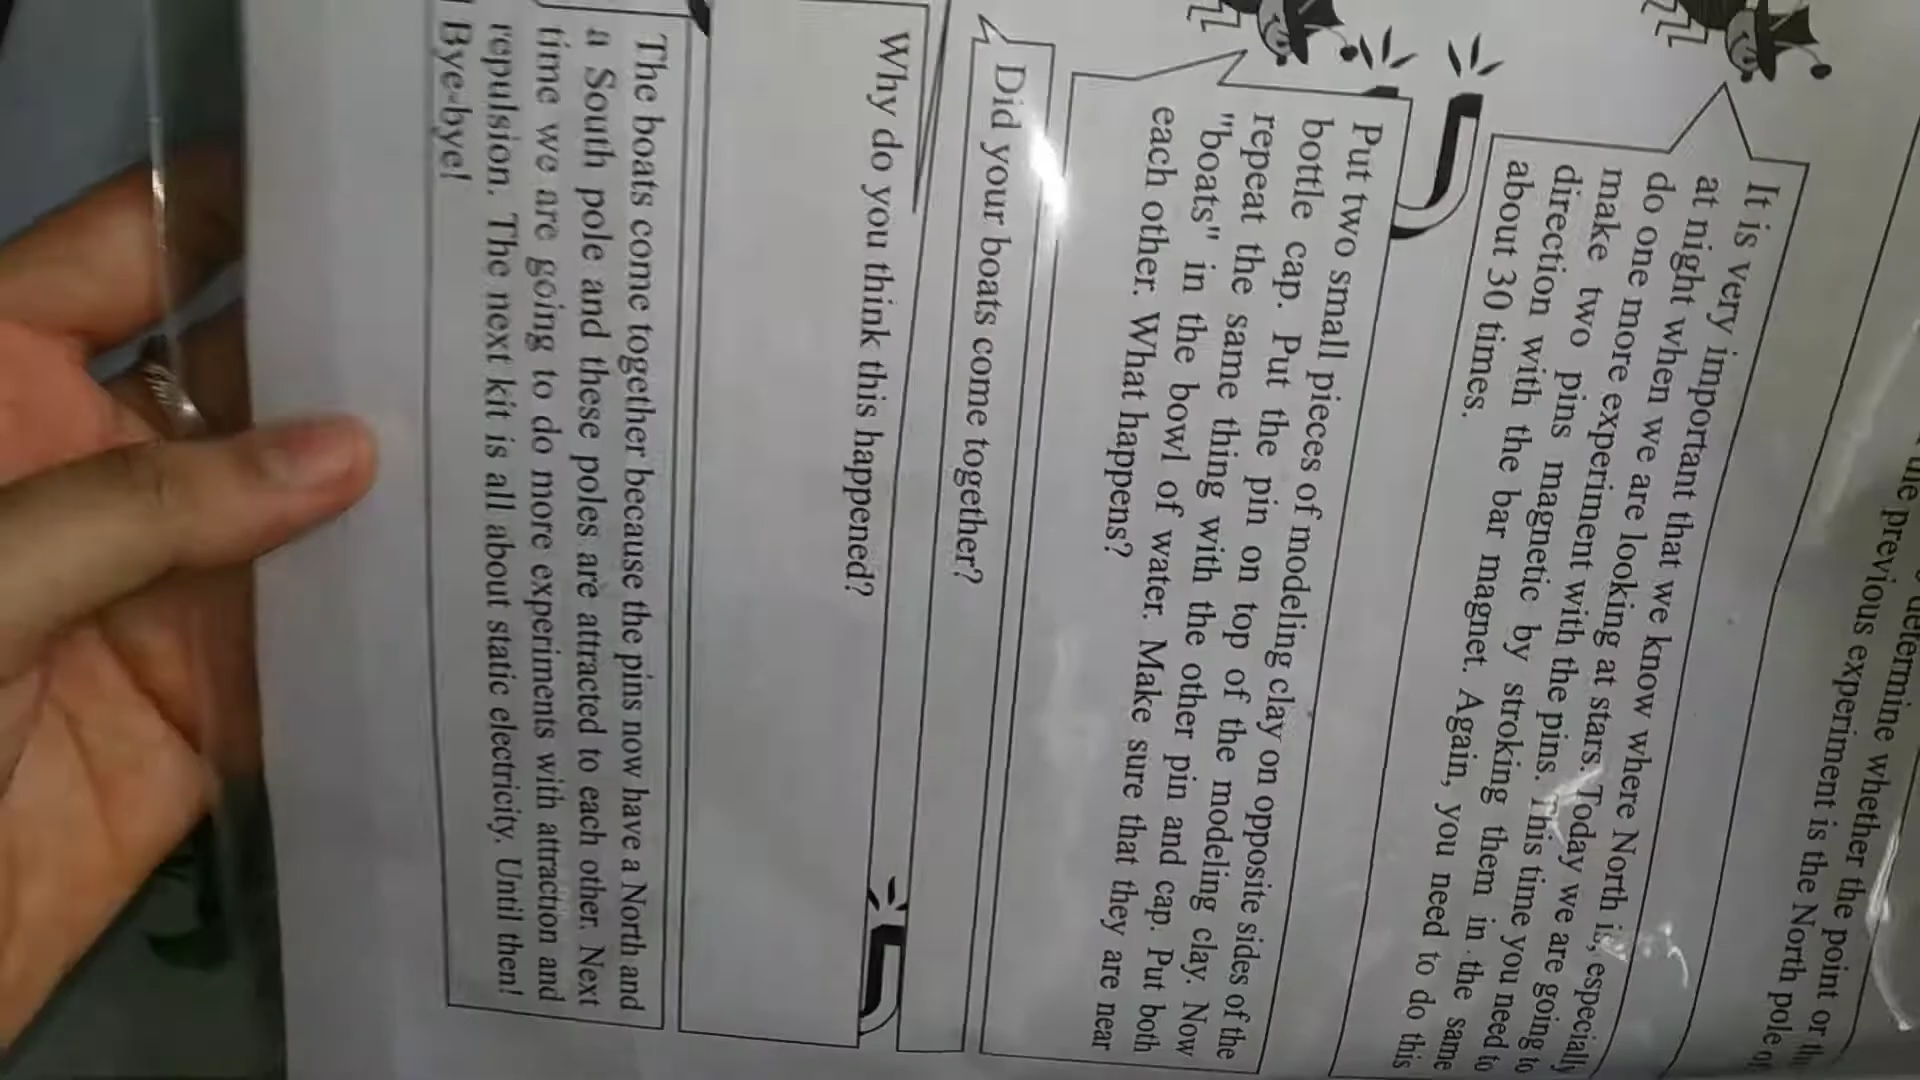 determine whether the point or
the previous experiment is the North pole
It is very important that we know where North is, especially
at night when we are looking at stars. Today we are going to
do one more experiment with the pins. This time you need to
make two pins magnetic by stroking them in the same
direction with the bar magnet. Again, you need to do this
about 30 times.
Put two small pieces of modeling clay on opposite sides of the
bottle cap. Put the pin on top of the modeling clay. Now
repeat the same thing with the other pin and cap. Put both
"boats" in the bowl of water. Make sure that they are near
each other. What happens?
Did your boats come together?
Why do you think this happened?
The boats come together because the pins now have a North and
a South pole and these poles are attracted to each other. Next
time we are going to do more experiments with attraction and
repulsion. The next kit is all about static electricity. Until then!
Bye-bye!